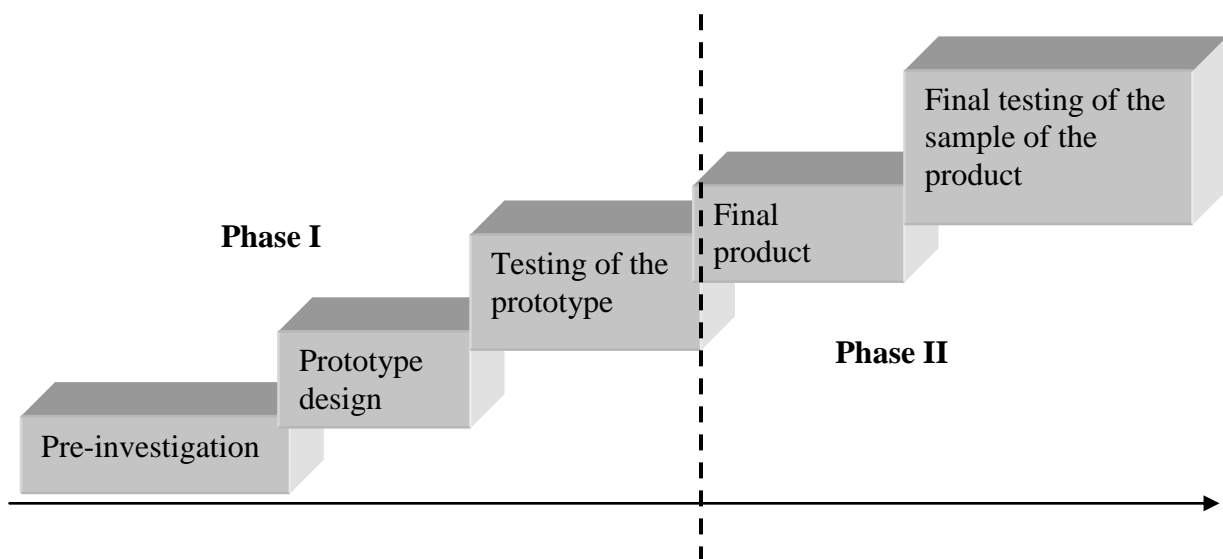 Pre-investigation
Prototype
design
Phase I
Testing of the
prototype
Final
product
Phase II
Final testing of the
sample of the
product